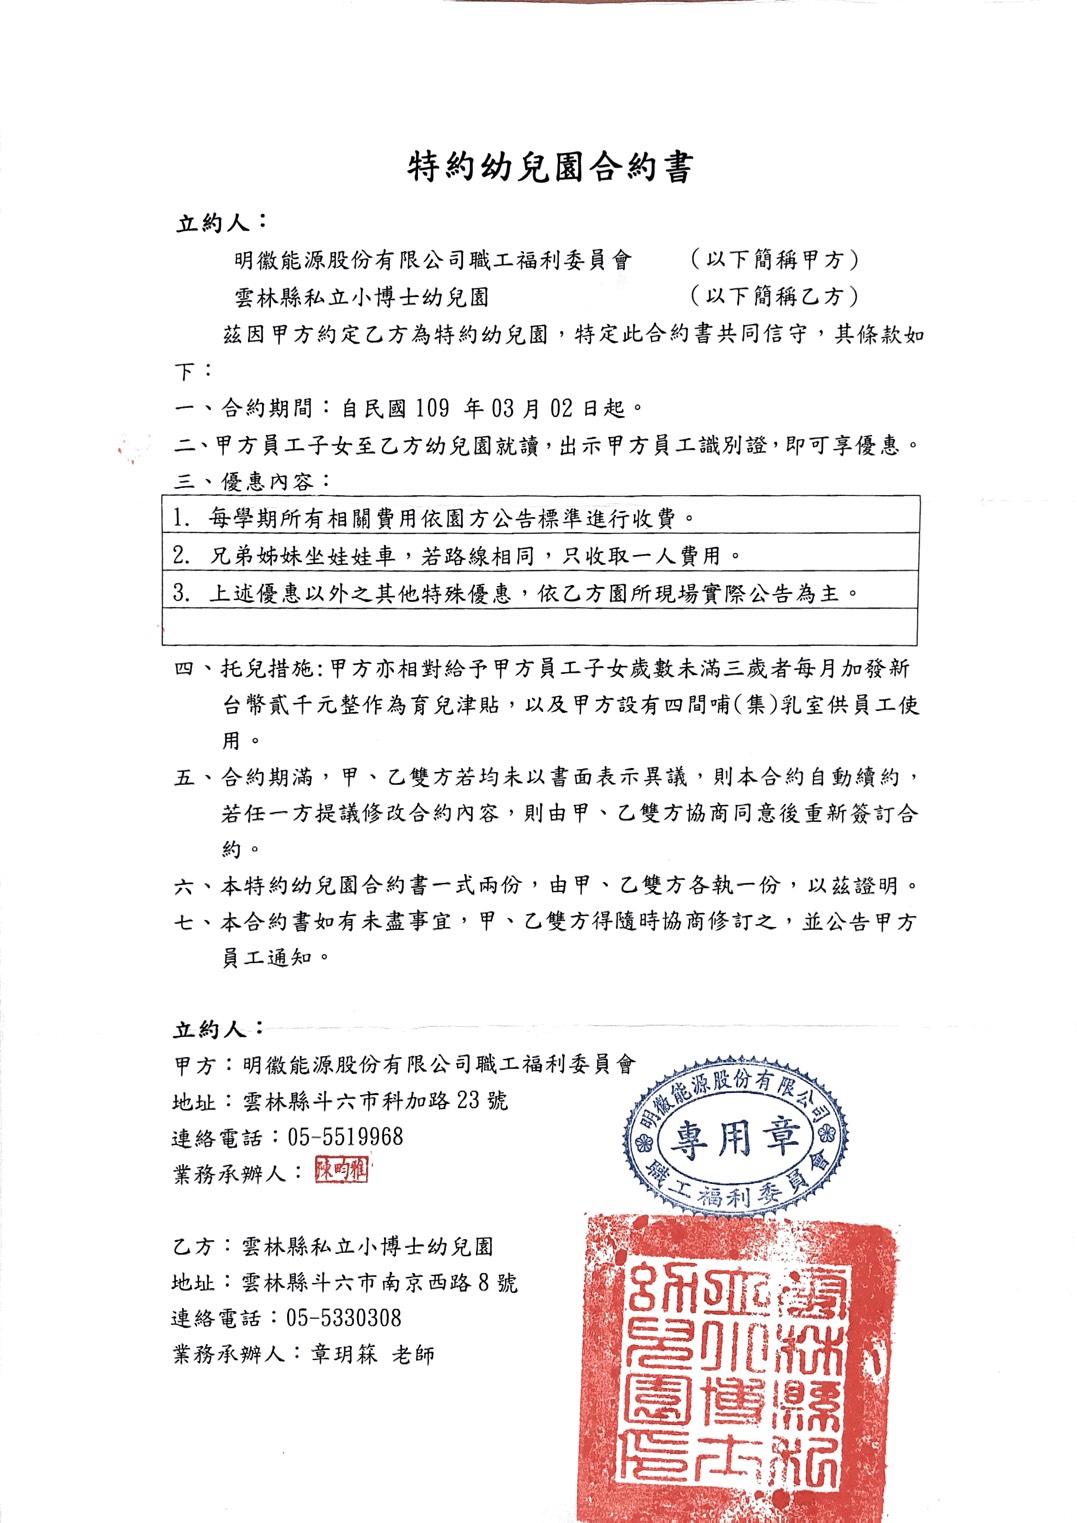 特約幼兒園合約書
立約人：
明徽能源股份有限公司職工福利委員會 （以下簡稱甲方）
雲林縣私立小博士幼兒園 （以下簡稱乙方）
茲因甲方約定乙方為特約幼兒園，特定此合約書共同信守，其條款如
下：
一、合約期間：自民國 109 年 03 月 02 日起。
二、甲方員工子女至乙方幼兒園就讀，出示甲方員工識別證，即可享優惠。
三、優惠內容：
1. 每學期所有相關費用依園方公告標準進行收費。
2. 兄弟姊妹坐娃娃車，若路線相同，只收取一人費用。
3. 上述優惠以外之其他特殊優惠，依乙方園所現場實際公告為主。
四、托兒措施:甲方亦相對給予甲方員工子女歲數未滿三歲者每月加發新
台幣貳千元整作為育兒津貼，以及甲方設有四間哺(集)乳室供員工使
用。
五、合約期滿，甲、乙雙方若均未以書面表示異議，則本合約自動續約，
若任一方提議修改合約內容，則由甲、乙雙方協商同意後重新簽訂合
約。
六、本特約幼兒園合約書一式兩份，由甲、乙雙方各執一份，以茲證明。
七、本合約書如有未盡事宜，甲、乙雙方得隨時協商修訂之，並公告甲方
員工通知。
立約人：
甲方：明徽能源股份有限公司職工福利委員會
地址：雲林縣斗六市科加路 23 號
連絡電話：05-5519968
業務承辦人：陳昀雅
明徽能源股份有限公司
專用章
職工福利委員會
乙方：雲林縣私立小博士幼兒園
地址：雲林縣斗六市南京西路 8 號
連絡電話：05-5330308
業務承辦人：章玥箖 老師
雲林縣私
立小博士
幼兒園印